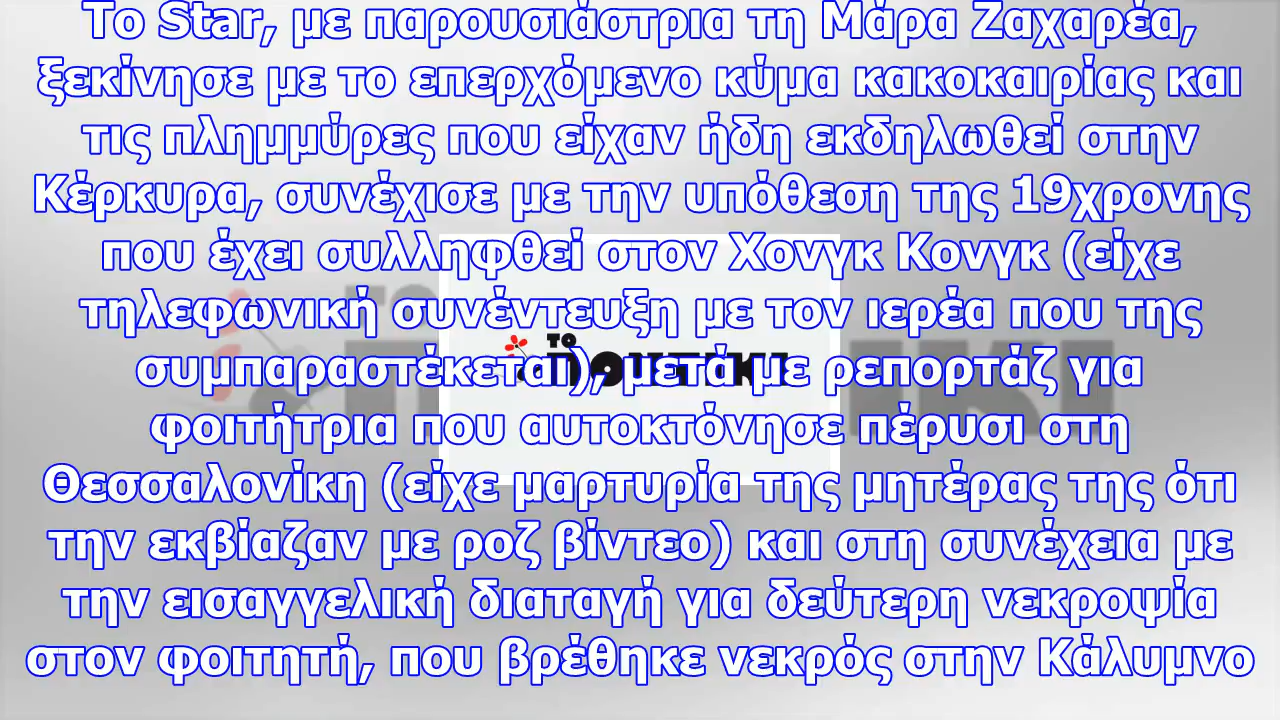 Το Star, με παρουσιάστρια τη Μάρα Ζαχαρέα,
ξεκίνησε με το επερχόμενο κύμα κακοκαιρίας και
τις πλημμύρες που είχαν ήδη εκδηλωθεί στην
Κέρκυρα, συνέχισε με την υπόθεση της 19χρονης
που έχει συλληφθεί στον Χονγκ Κονγκ (είχε
τηλεφωνική συνέντευξη με τον ιερέα που της
ΤΟ
συμπαραστέκεται), μετά με ρεπορτάζ για
φοιτήτρια που αυτοκτόνησε πέρυσι στη
Θεσσαλονίκη (είχε μαρτυρία της μητέρας της ότι
την εκβίαζαν με ροζ βίντεο) και στη συνέχεια με
την εισαγγελική διαταγή για δεύτερη νεκροψία
στον φοιτητή, που βρέθηκε νεκρός στην Κάλυμνο